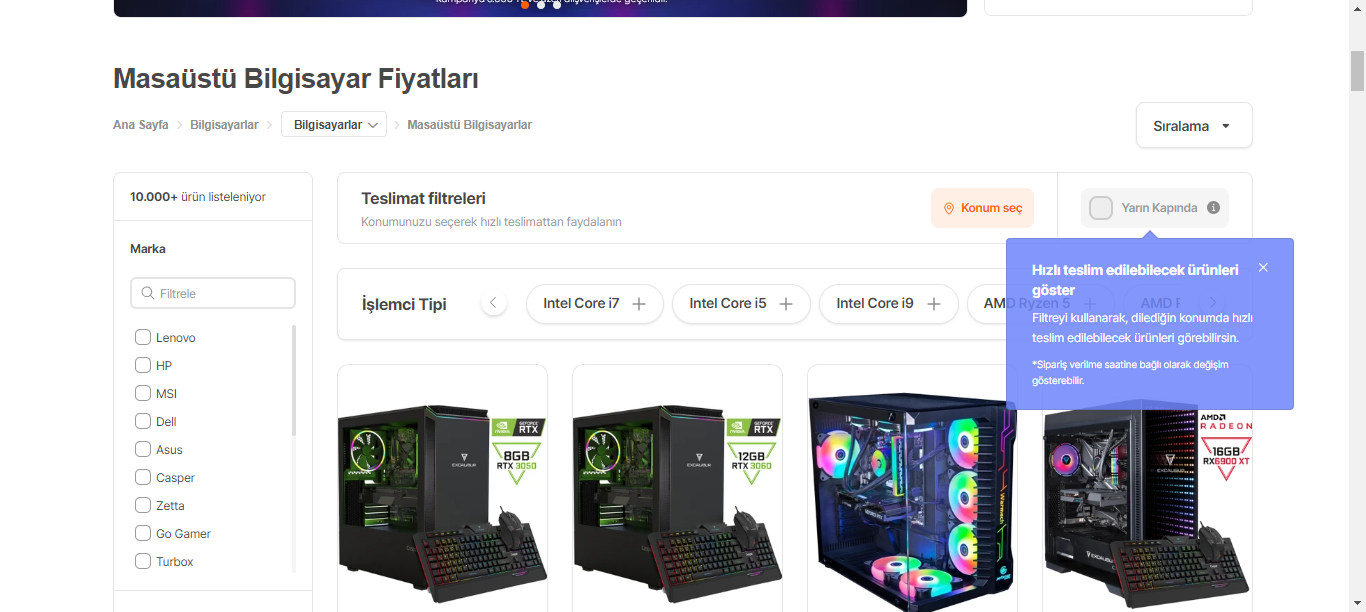 Masaüstü Bilgisayar Fiyatları
Ana Sayfa
Bilgisayarlar
Bilgisayarlar
Masaüstü Bilgisayarlar
Sıralama
10.000+ ürün listeleniyor
Marka
Filtrele
Lenovo
HP
MSI
Dell
Asus
Casper
Zetta
Go Gamer
Turbox
Teslimat filtreleri
Konumunuzu seçerek hızlı teslimattan faydalanın
Konum seç
Yarın Kapında
Hızlı teslim edilebilecek ürünleri
göster
Filtreyi kullanarak, dilediğin konumda hızlı
teslim edilebilecek ürünleri görebilirsin.
*Sipariş verilme saatine bağlı olarak değişim
gösterebilir.
İşlemci Tipi
Intel Core i7
Intel Core i5
Intel Core i9
AMD Ryzen 5
AMD
GEFORCE
RTX
NVIDIA
8GB
RTX 3050
EXCALIBUR
GEFORCE
RTX
NVIDIA
12GB
RTX 3060
EXCALIBUR
AMD
RADEON
16GB
RX6900 XT
EXCALIBUR
EXCALIBUR